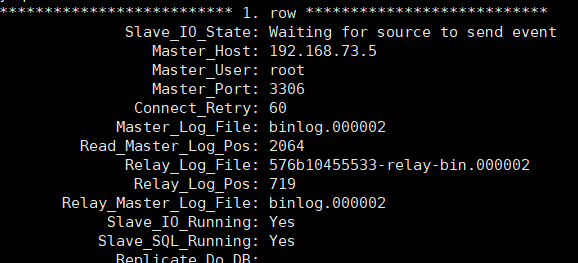 *************************** 1. row ***************************
Slave_IO_State: Waiting for source to send event
Master_Host: 192.168.73.5
Master_User: root
Master_Port: 3306
Connect_Retry: 60
Master_Log_File: binlog.000002
Read_Master_Log_Pos: 2064
Relay_Log_File: 576b10455533-relay-bin.000002
Relay_Log_Pos: 719
Relay_Master_Log_File: binlog.000002
Slave_IO_Running: Yes
Slave_SQL_Running: Yes
Replicate_Do_DB: